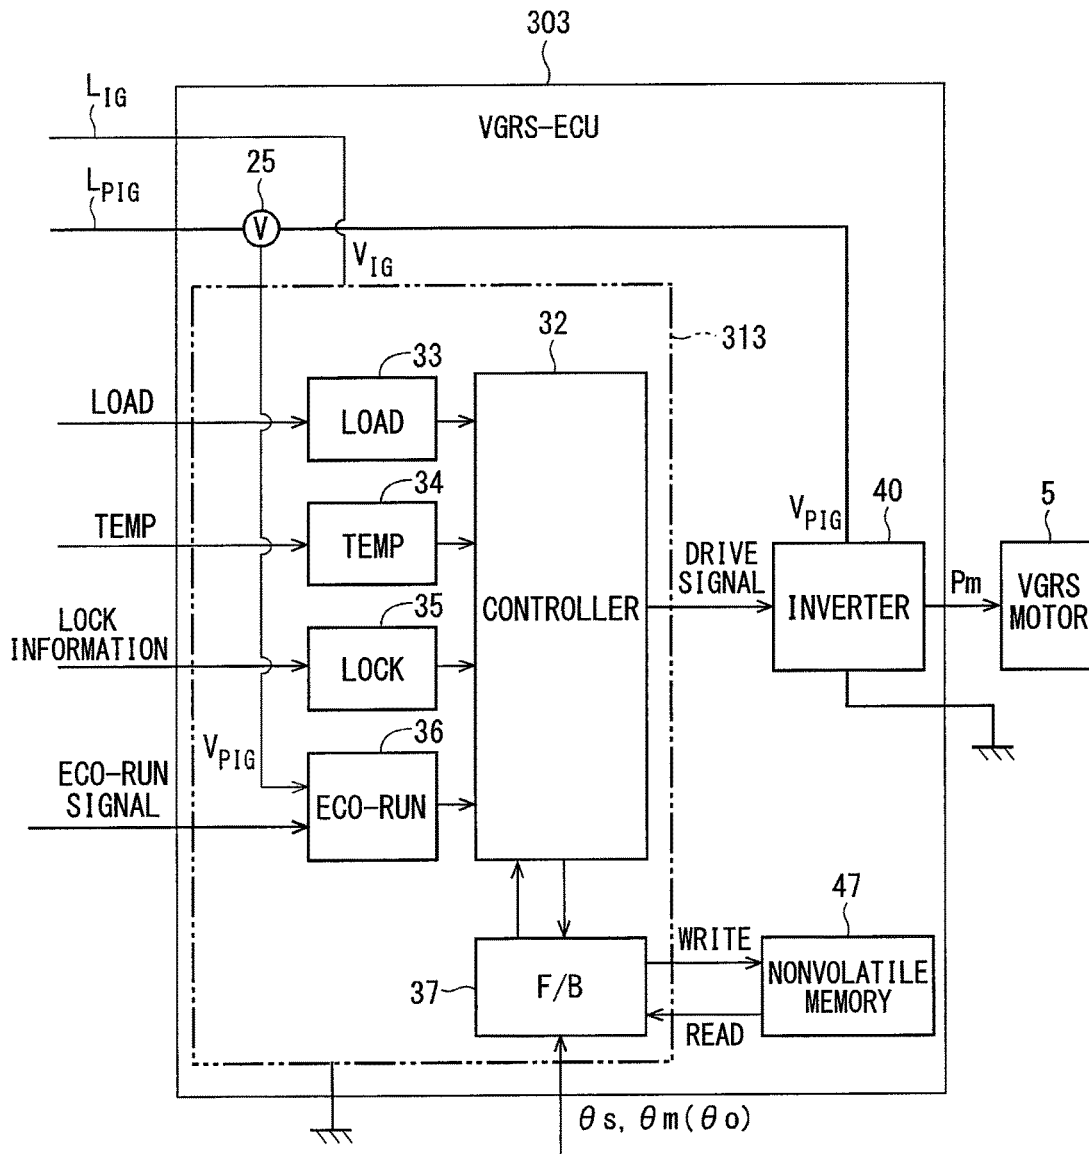 303
L_IG
VGRS-ECU
25
L_PIG
V
V_IG
32
313
33
LOAD
LOAD
34
40
5
V_PIG
TEMP
TEMP
DRIVE
SIGNAL
Pm
VGRS
MOTOR
CONTROLLER
INVERTER
35
LOCK
INFORMATION
LOCK
36
V_PIG
ECO-RUN
SIGNAL
ECO-RUN
47
WRITE
37
F/B
NONVOLATILE
MEMORY
READ
θs, θm(θo)